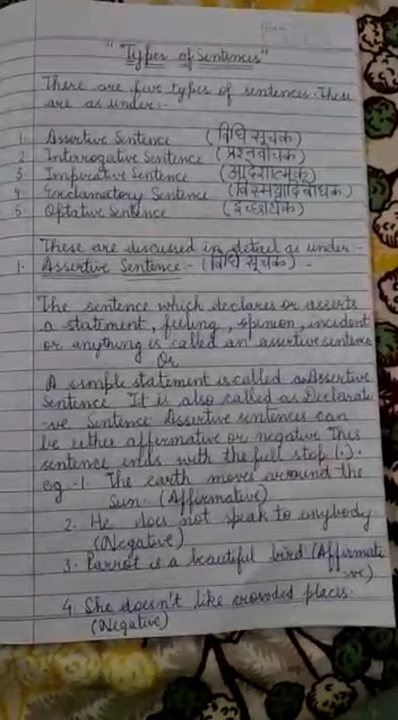 "Types of Sentences"
There are five types of sentences. These
are as under:-
1. Assertive Sentence (विधि सूचक)
2. Interrogative Sentence (प्रश्नवाचक)
3. Imperative Sentence (आदेशात्मक)
4. Exclamatory Sentence (विस्मयादिबोधक)
5. Optative Sentence (इच्छार्थक)
These are discussed in detail as under:-
1. Assertive Sentence:- (विधि सूचक) -
The sentence which declares or asserts
a statement, feeling, opinion, incident
or anything is called an assertive sentence
Or
A simple statement is called as Assertive
Sentence. It is also called as Declarati
-ve Sentence. Assertive sentences can
be either affirmative or negative. This
sentence ends with the full stop (.).
eg:-1. The earth moves around the
Sun. (Affirmative)
2. He does not speak to anybody
(Negative)
3. Parrot is a beautiful bird (Affirmati
-ve)
4. She doesn't like crowded places.
(Negative)